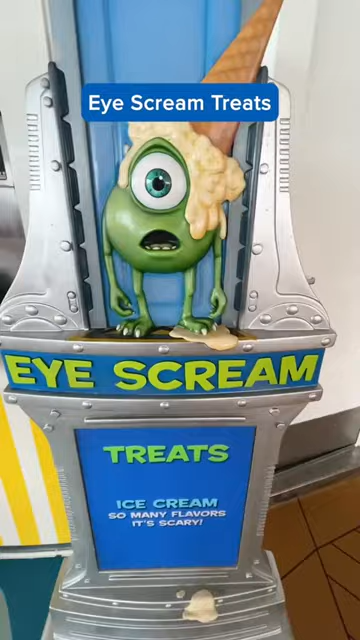 Eye Scream Treats
EYE SCREAM
TREATS
ICE CREAM
SO MANY FLAVORS
IT'S SCARY!